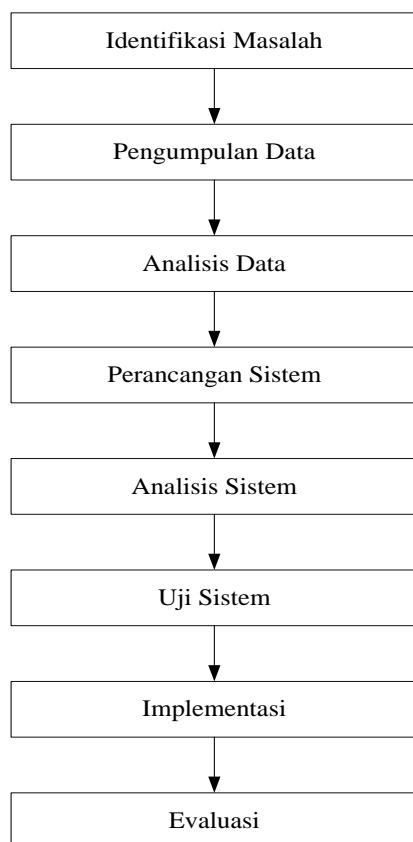 Identifikasi Masalah
Pengumpulan Data
Analisis Data
Perancangan Sistem
Analisis Sistem
Uji Sistem
Implementasi
Evaluasi